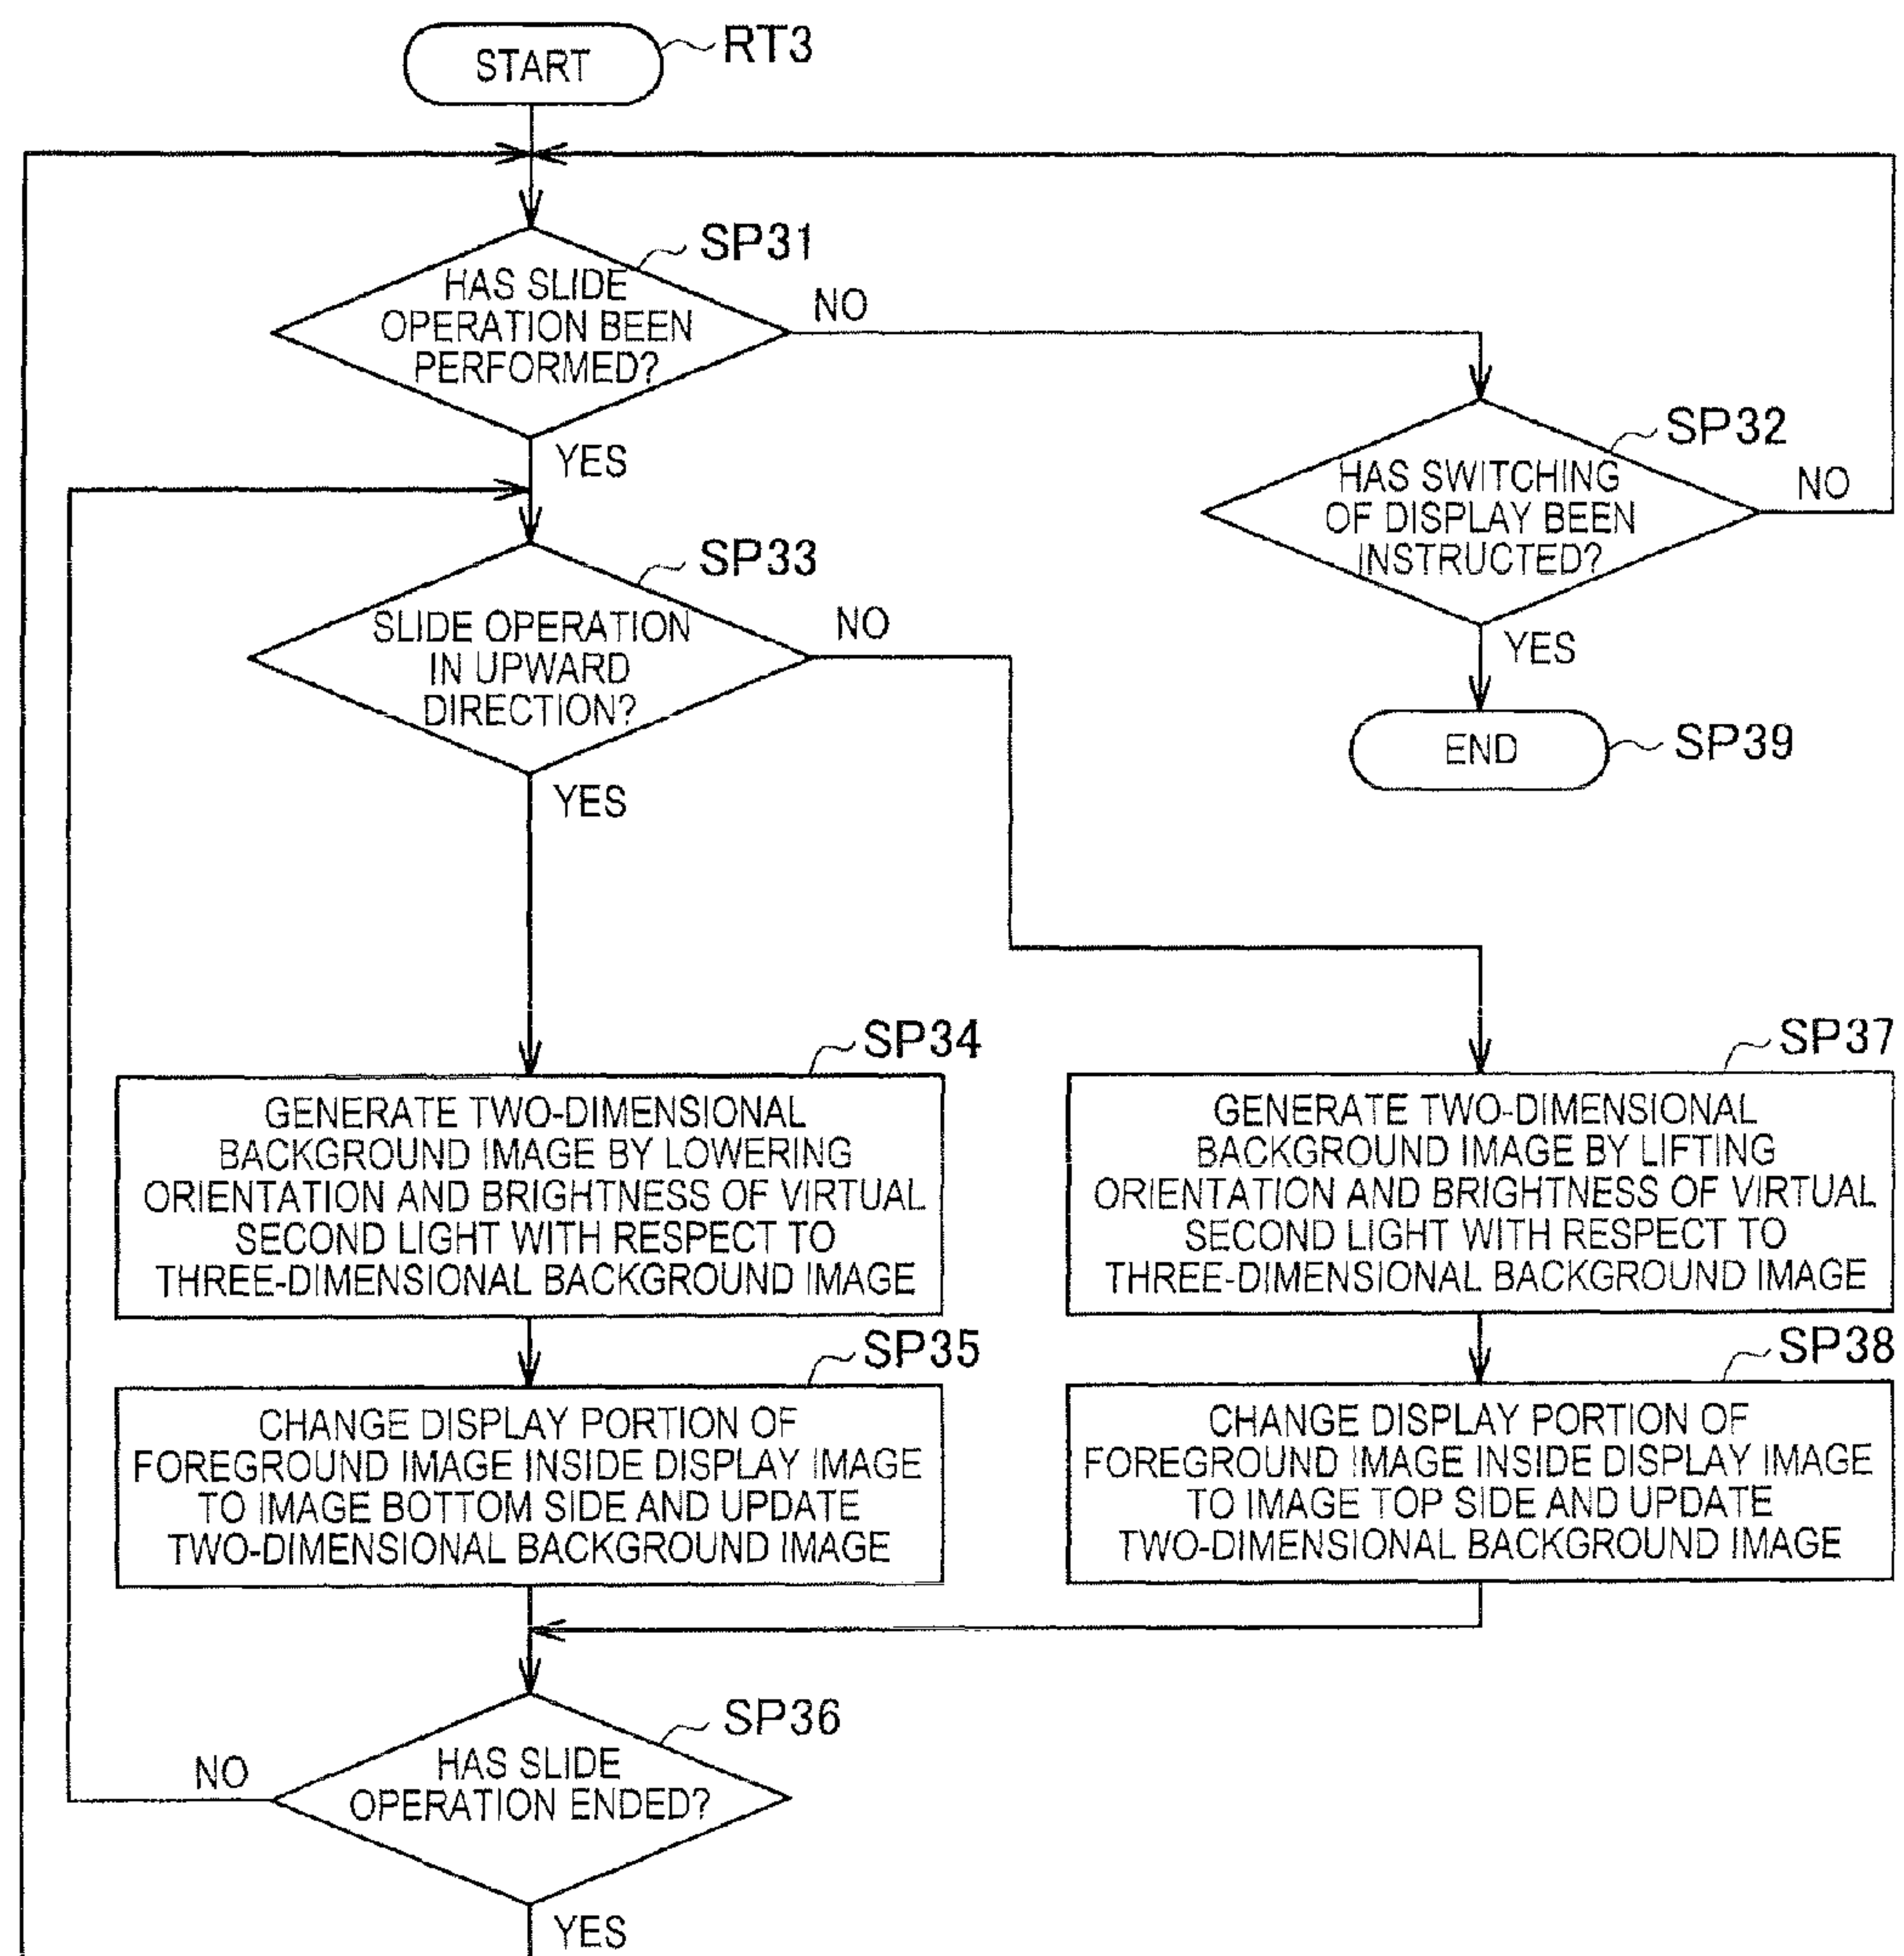 START
RT3
SP31
HAS SLIDE
OPERATION BEEN
PERFORMED?
NO
YES
SP32
HAS SWITCHING
OF DISPLAY BEEN
INSTRUCTED?
NO
YES
END
SP39
SP33
SLIDE OPERATION
IN UPWARD
DIRECTION?
NO
YES
SP34
GENERATE TWO-DIMENSIONAL
BACKGROUND IMAGE BY LOWERING
ORIENTATION AND BRIGHTNESS OF VIRTUAL
SECOND LIGHT WITH RESPECT TO
THREE-DIMENSIONAL BACKGROUND IMAGE
SP37
GENERATE TWO-DIMENSIONAL
BACKGROUND IMAGE BY LIFTING
ORIENTATION AND BRIGHTNESS OF VIRTUAL
SECOND LIGHT WITH RESPECT TO
THREE-DIMENSIONAL BACKGROUND IMAGE
SP35
CHANGE DISPLAY PORTION OF
FOREGROUND IMAGE INSIDE DISPLAY IMAGE
TO IMAGE BOTTOM SIDE AND UPDATE
TWO-DIMENSIONAL BACKGROUND IMAGE
SP38
CHANGE DISPLAY PORTION OF
FOREGROUND IMAGE INSIDE DISPLAY IMAGE
TO IMAGE TOP SIDE AND UPDATE
TWO-DIMENSIONAL BACKGROUND IMAGE
SP36
HAS SLIDE
OPERATION ENDED?
NO
YES